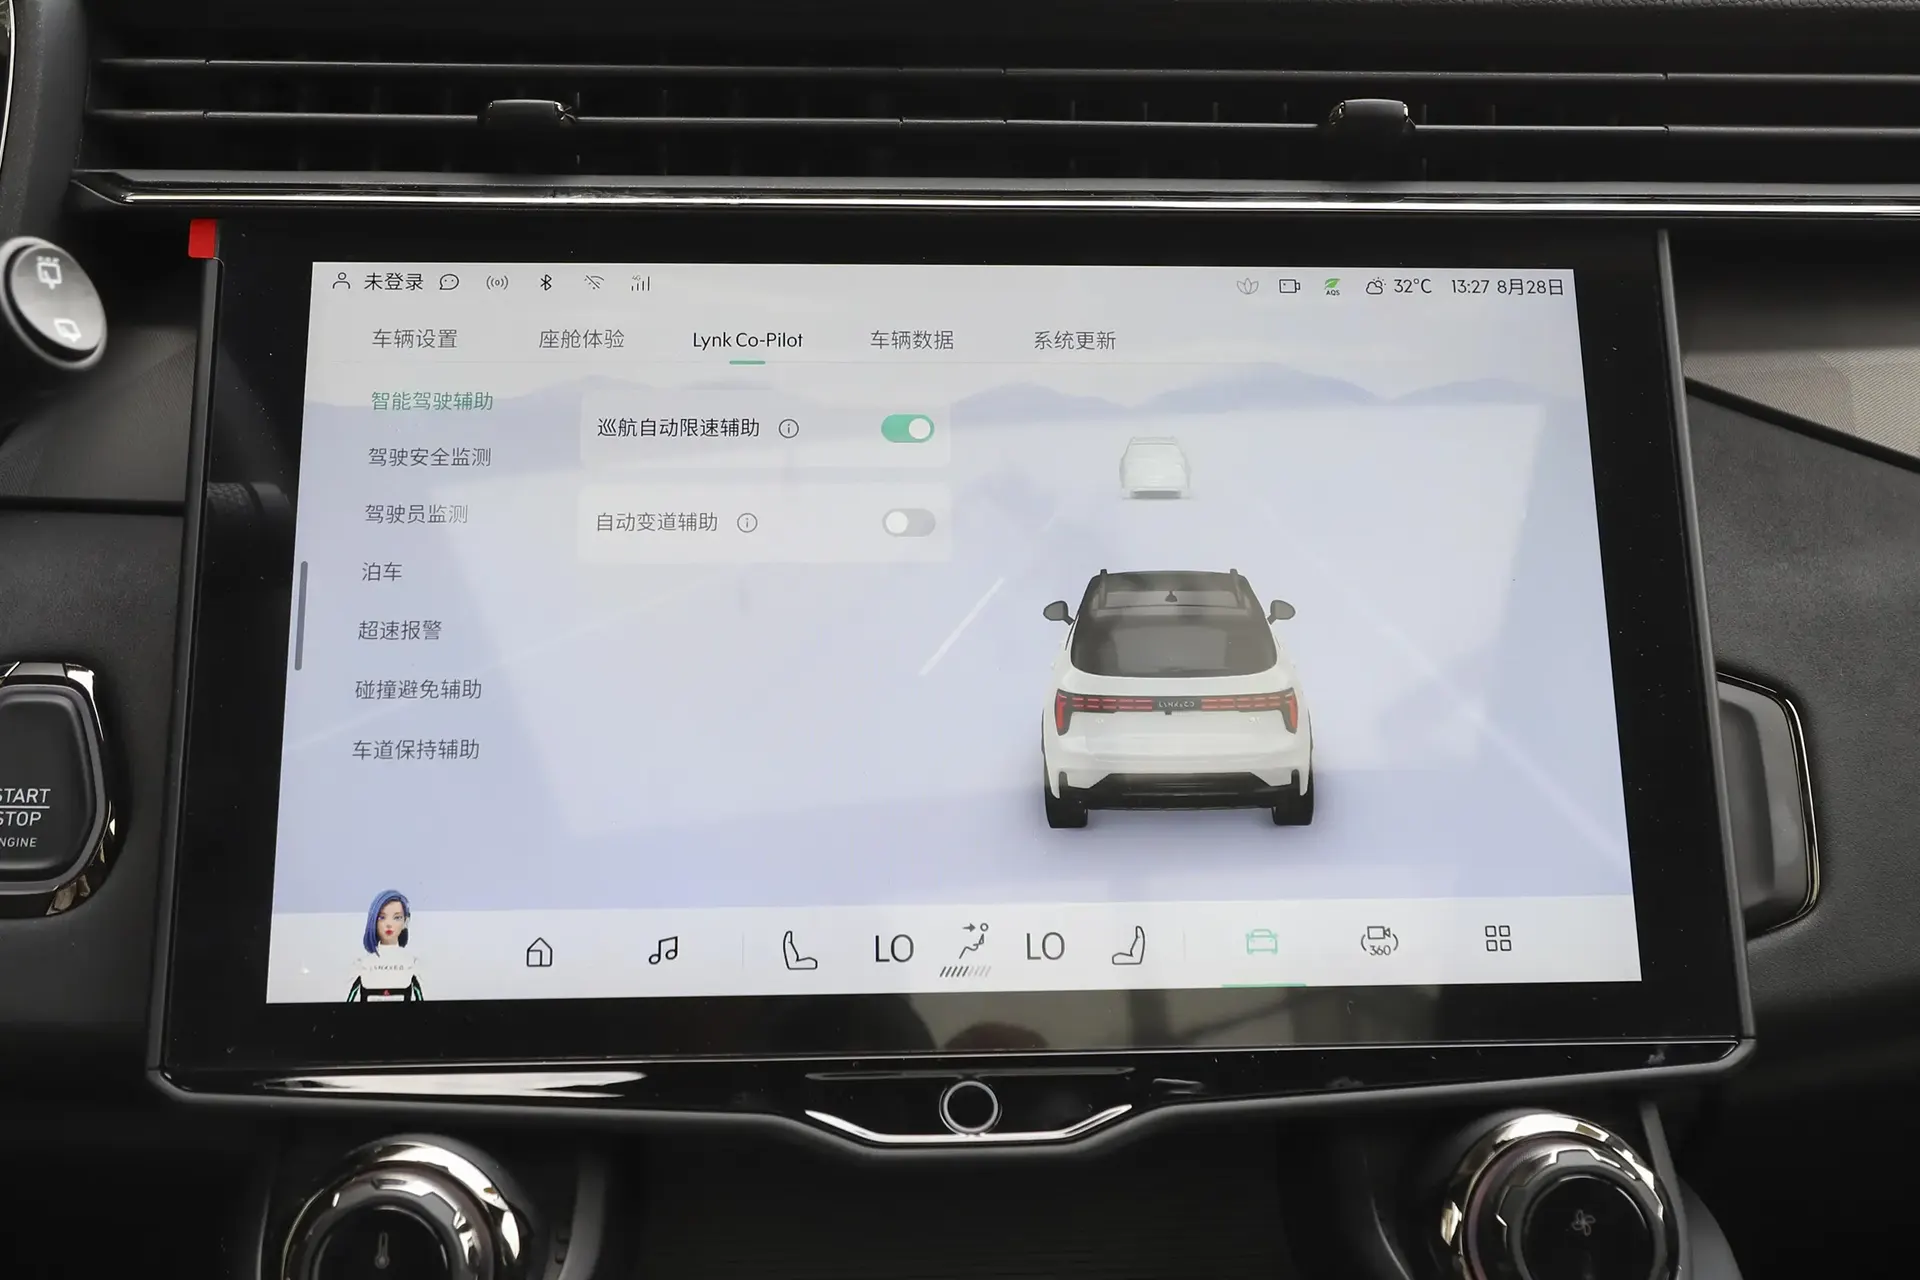 未登录
4G
AQS
32°C
13:27 8月28日
车辆设置
座舱体验
Lynk Co-Pilot
车辆数据
系统更新
智能驾驶辅助
驾驶安全监测
驾驶员监测
泊车
超速报警
碰撞避免辅助
车道保持辅助
巡航自动限速辅助
自动变道辅助
START
STOP
ENGINE
LO
LO
360